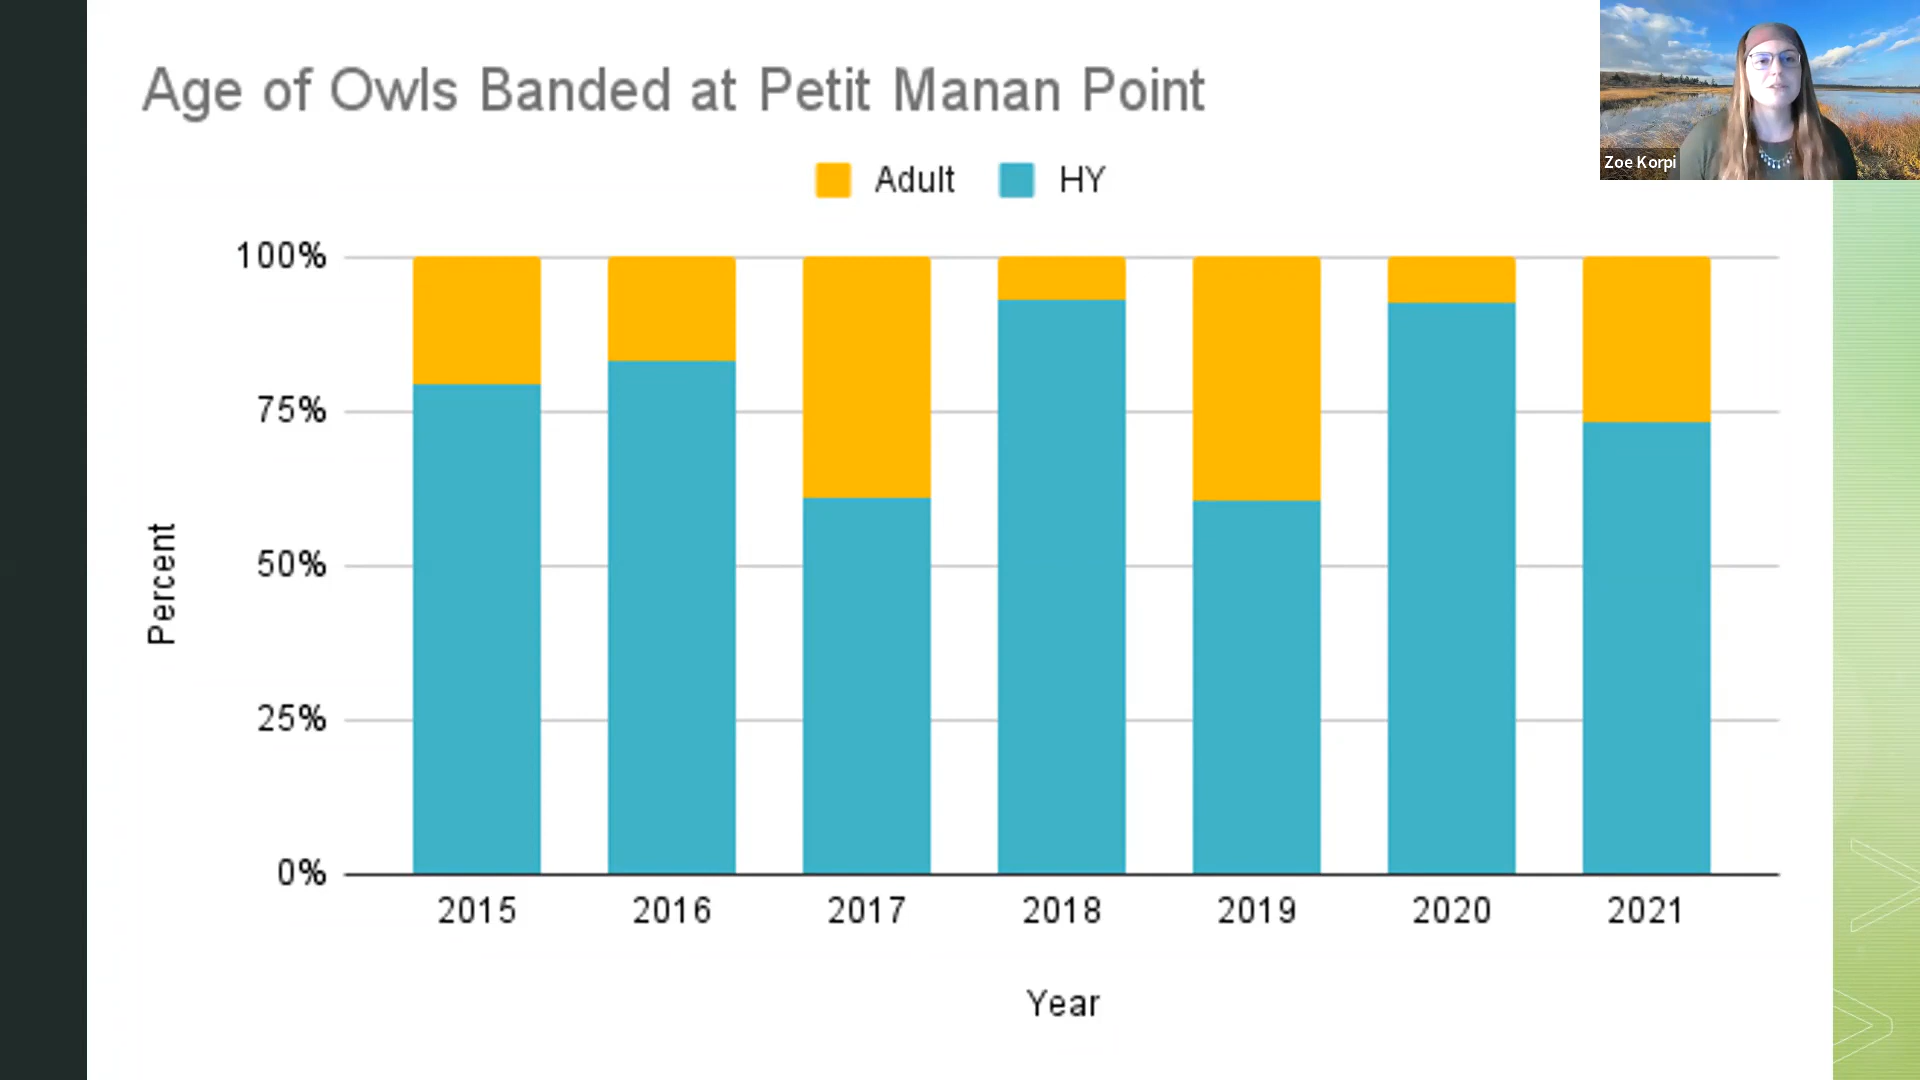 Age of Owls Banded at Petit Manan Point
Adult HY
Zoe Korpi
100%
75%
50%
25%
0%
Percent
2015 2016 2017 2018 2019 2020 2021
Year